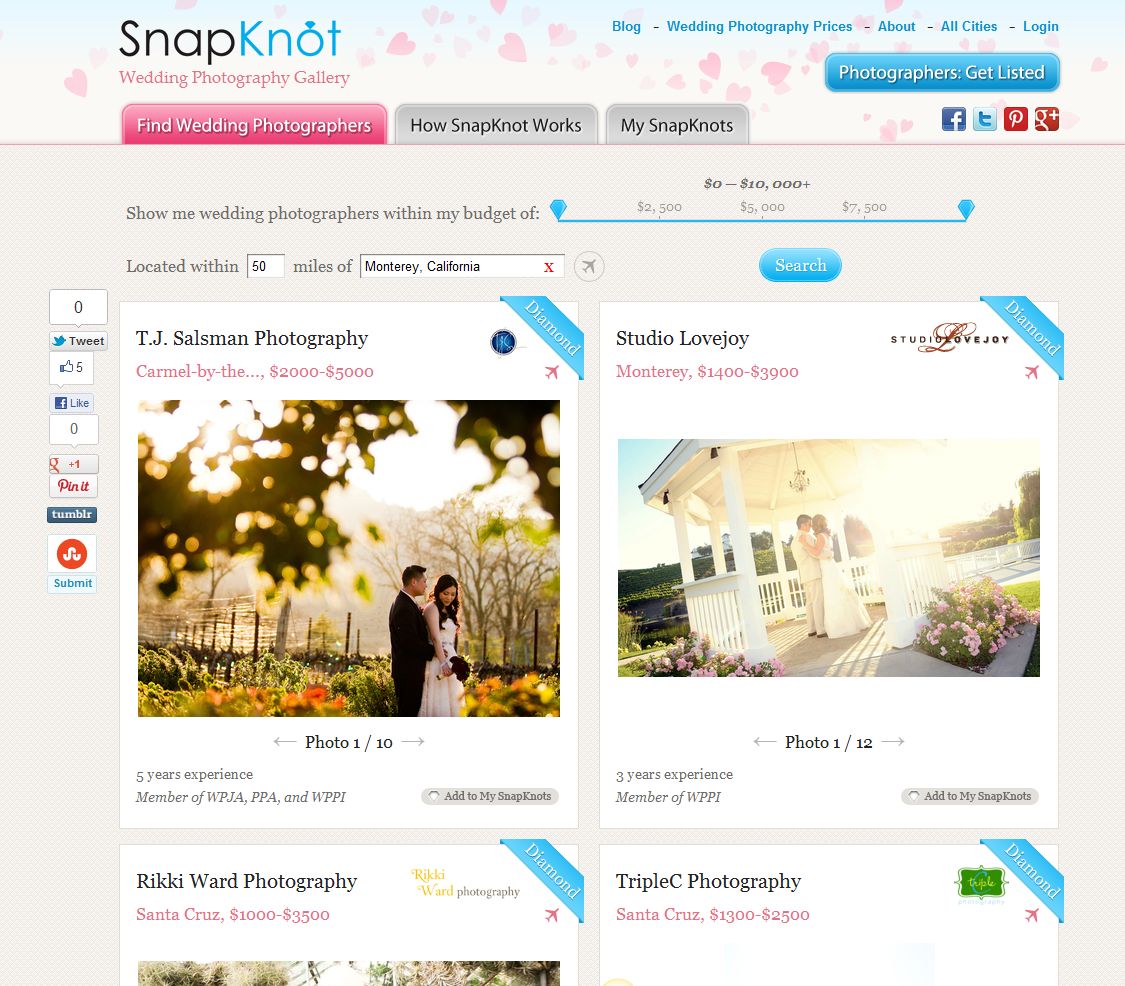 SnapKnot
Wedding Photography Gallery
Blog - Wedding Photography Prices - About - All Cities - Login
Photographers: Get Listed
Find Wedding Photographers
How SnapKnot Works
My SnapKnots
$0 — $10, 000+
Show me wedding photographers within my budget of:
$2, 500 $5, 000 $7, 500
Located within 50 miles of Monterey, California x
Search
0
Tweet
5
Like
0
+1
Pin it
tumblr
Submit
T.J. Salsman Photography
Diamond
Carmel-by-the..., $2000-$5000
Photo 1 / 10
5 years experience
Member of WPJA, PPA, and WPPI
Add to My SnapKnots
Studio Lovejoy
STUDIO LOVEJOY
Diamond
Monterey, $1400-$3900
Photo 1 / 12
3 years experience
Member of WPPI
Add to My SnapKnots
Rikki Ward Photography
Rikki
Ward photography
Diamond
Santa Cruz, $1000-$3500
TripleC Photography
triple
photography
Diamond
Santa Cruz, $1300-$2500